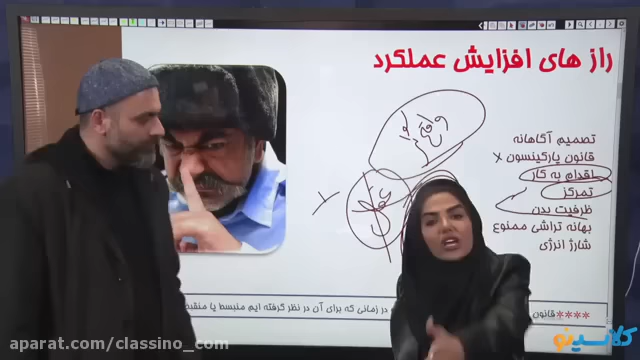 راز های افزایش عملکرد
تصمیم آگاهانه
قانون پارکینسون x
اقدام به کار
تمرکز
ظرفیت بدن
بهانه تراشی ممنوع
شارژ انرژی
****قانون
در زمانی که برای آن در نظر گرفته ایم منبسط یا منقبض
کلاسینو
aparat.com/classino_com